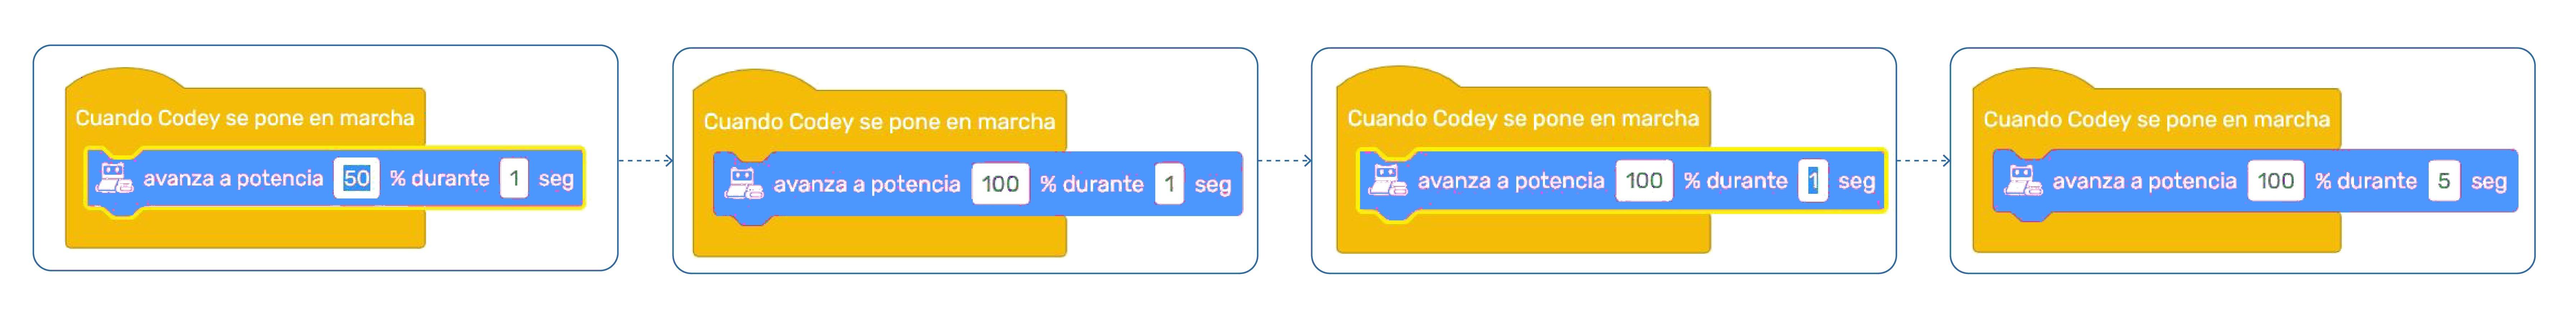 Cuando Codey se pone en marcha
avanza a potencia 50 % durante 1 seg
Cuando Codey se pone en marcha
avanza a potencia 100 % durante 1 seg
Cuando Codey se pone en marcha
avanza a potencia 100 % durante 1 seg
Cuando Codey se pone en marcha
avanza a potencia 100 % durante 5 seg